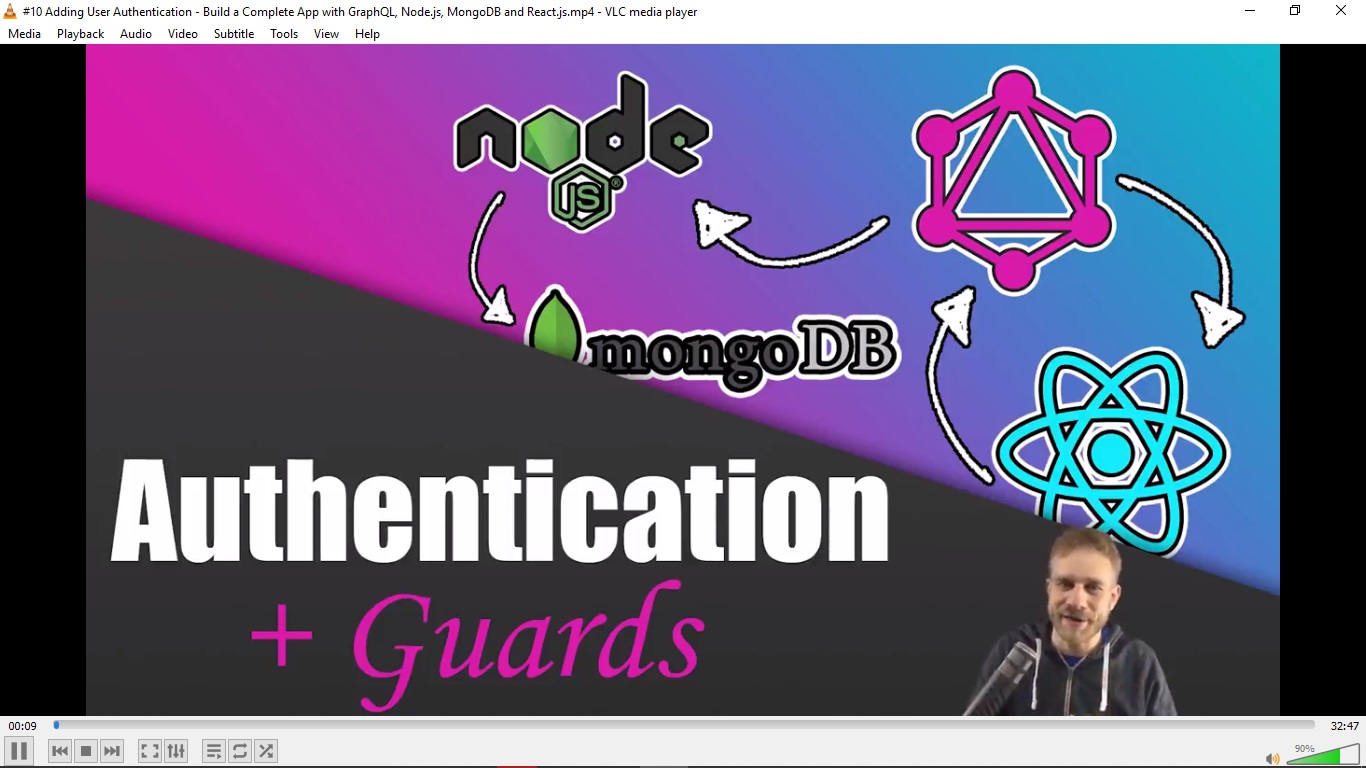 #10 Adding User Authentication - Build a Complete App with GraphQL, Node.js, MongoDB and React.js.mp4 - VLC media player
Media Playback Audio Video Subtitle Tools View Help
node
JS®
mongoDB
Authentication
+ Guards
00:09 32:47
90%